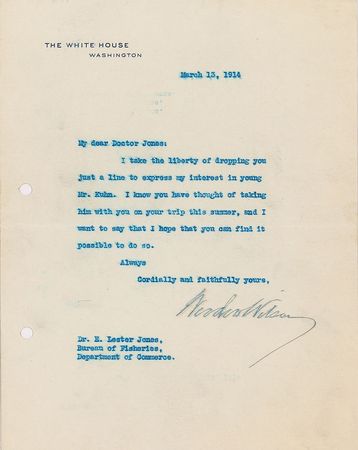 THE WHITE HOUSE
WASHINGTON
March 13, 1914
My dear Doctor Jones:
I take the liberty of dropping you
just a line to express my interest in young
Mr. Kuhn. I know you have thought of taking
him with you on your trip this summer, and I
want to say that I hope that you can find it
possible to do so.
Always
Cordially and faithfully yours,
Woodrow Wilson
Dr. E. Lester Jones,
Bureau of Fisheries,
Department of Commerce.